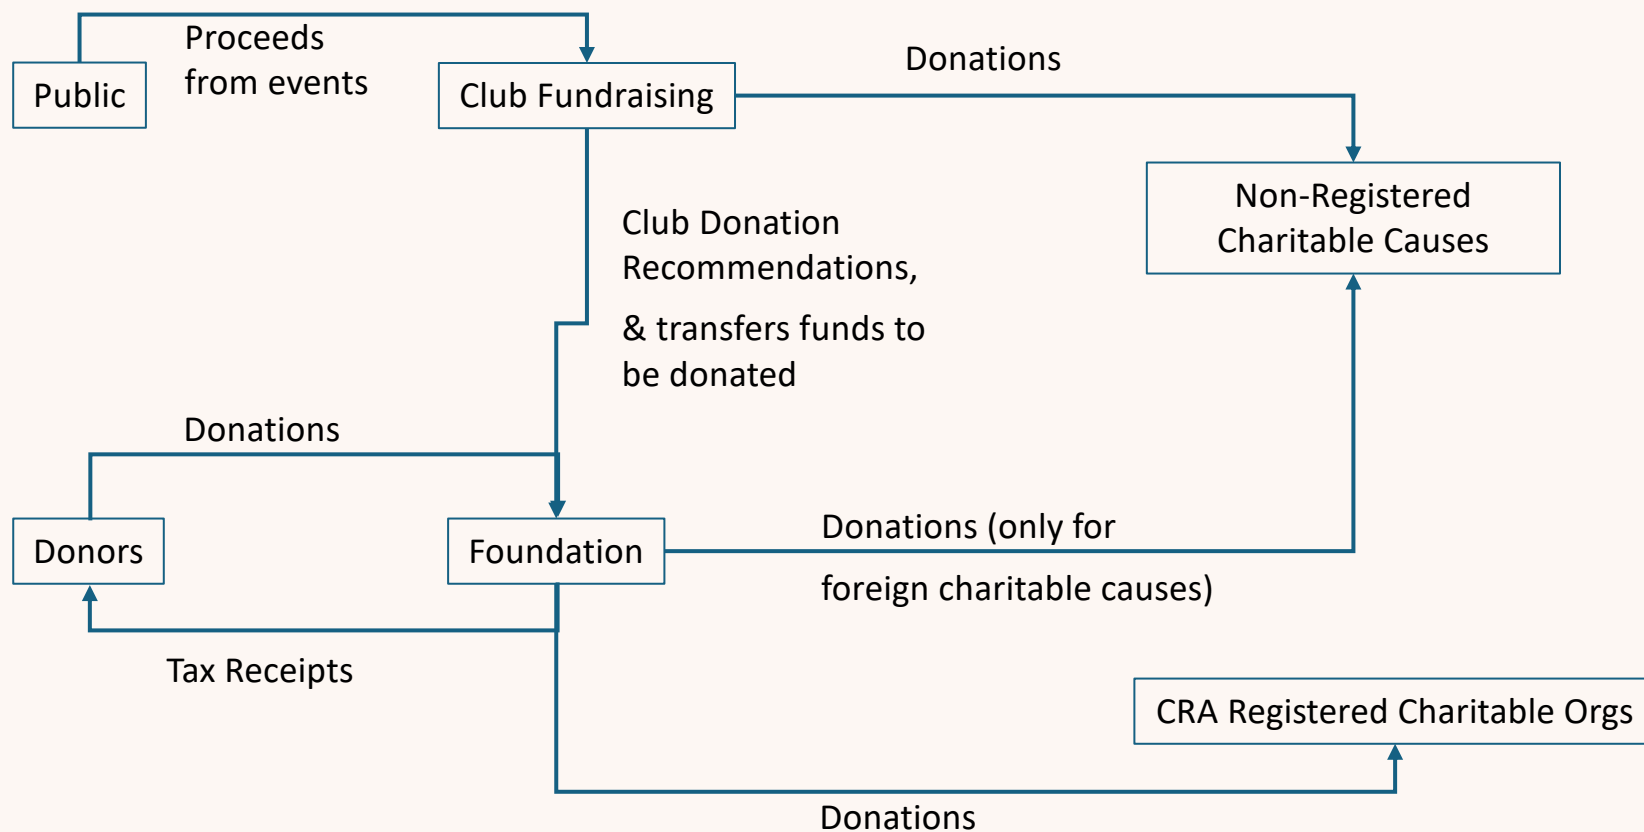 Proceeds
from events
Public
Club Fundraising
Donations
Non-Registered
Charitable Causes
Club Donation
Recommendations,
& transfers funds to
be donated
Donations
Donors
Foundation
Donations (only for
foreign charitable causes)
Tax Receipts
CRA Registered Charitable Orgs
Donations